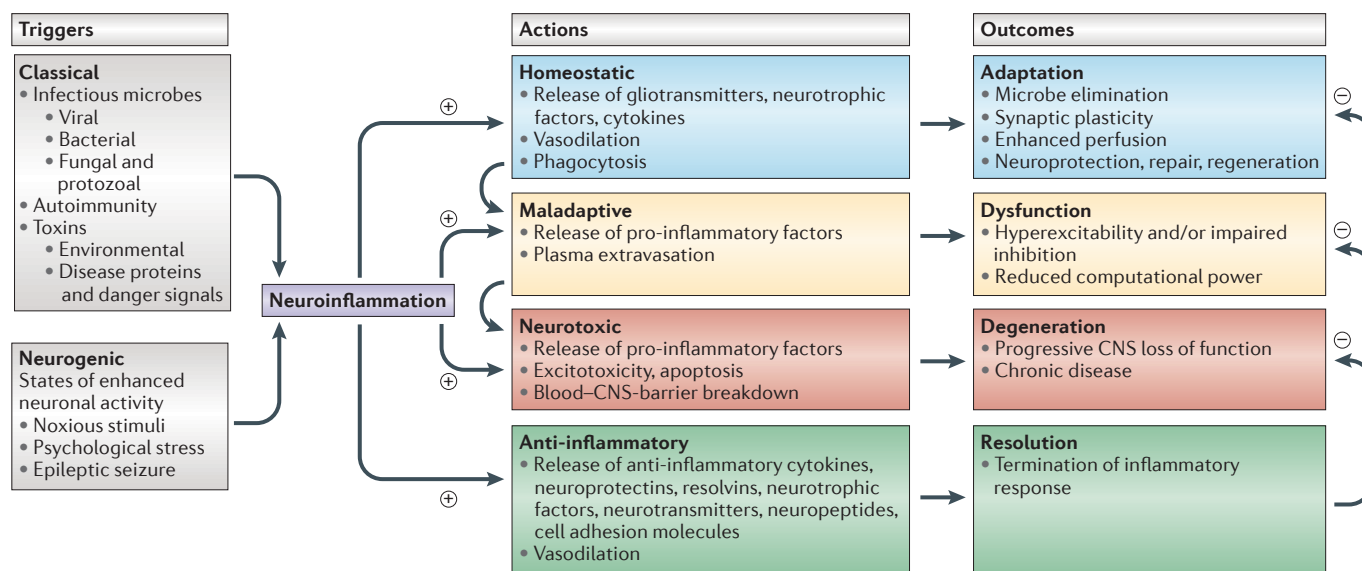 Triggers
Classical
• Infectious microbes
• Viral
• Bacterial
• Fungal and
protozoal
• Autoimmunity
• Toxins
• Environmental
• Disease proteins
and danger signals
Neurogenic
States of enhanced
neuronal activity
• Noxious stimuli
• Psychological stress
• Epileptic seizure
Neuroinflammation
+
+
+
+
Actions
Homeostatic
• Release of gliotransmitters, neurotrophic
factors, cytokines
• Vasodilation
• Phagocytosis
Maladaptive
• Release of pro-inflammatory factors
• Plasma extravasation
Neurotoxic
• Release of pro-inflammatory factors
• Excitotoxicity, apoptosis
• Blood–CNS-barrier breakdown
Anti-inflammatory
• Release of anti-inflammatory cytokines,
neuroprotectins, resolvins, neurotrophic
factors, neurotransmitters, neuropeptides,
cell adhesion molecules
• Vasodilation
Outcomes
Adaptation
• Microbe elimination
• Synaptic plasticity
• Enhanced perfusion
• Neuroprotection, repair, regeneration
Dysfunction
• Hyperexcitability and/or impaired
inhibition
• Reduced computational power
Degeneration
• Progressive CNS loss of function
• Chronic disease
Resolution
• Termination of inflammatory
response
−
−
−